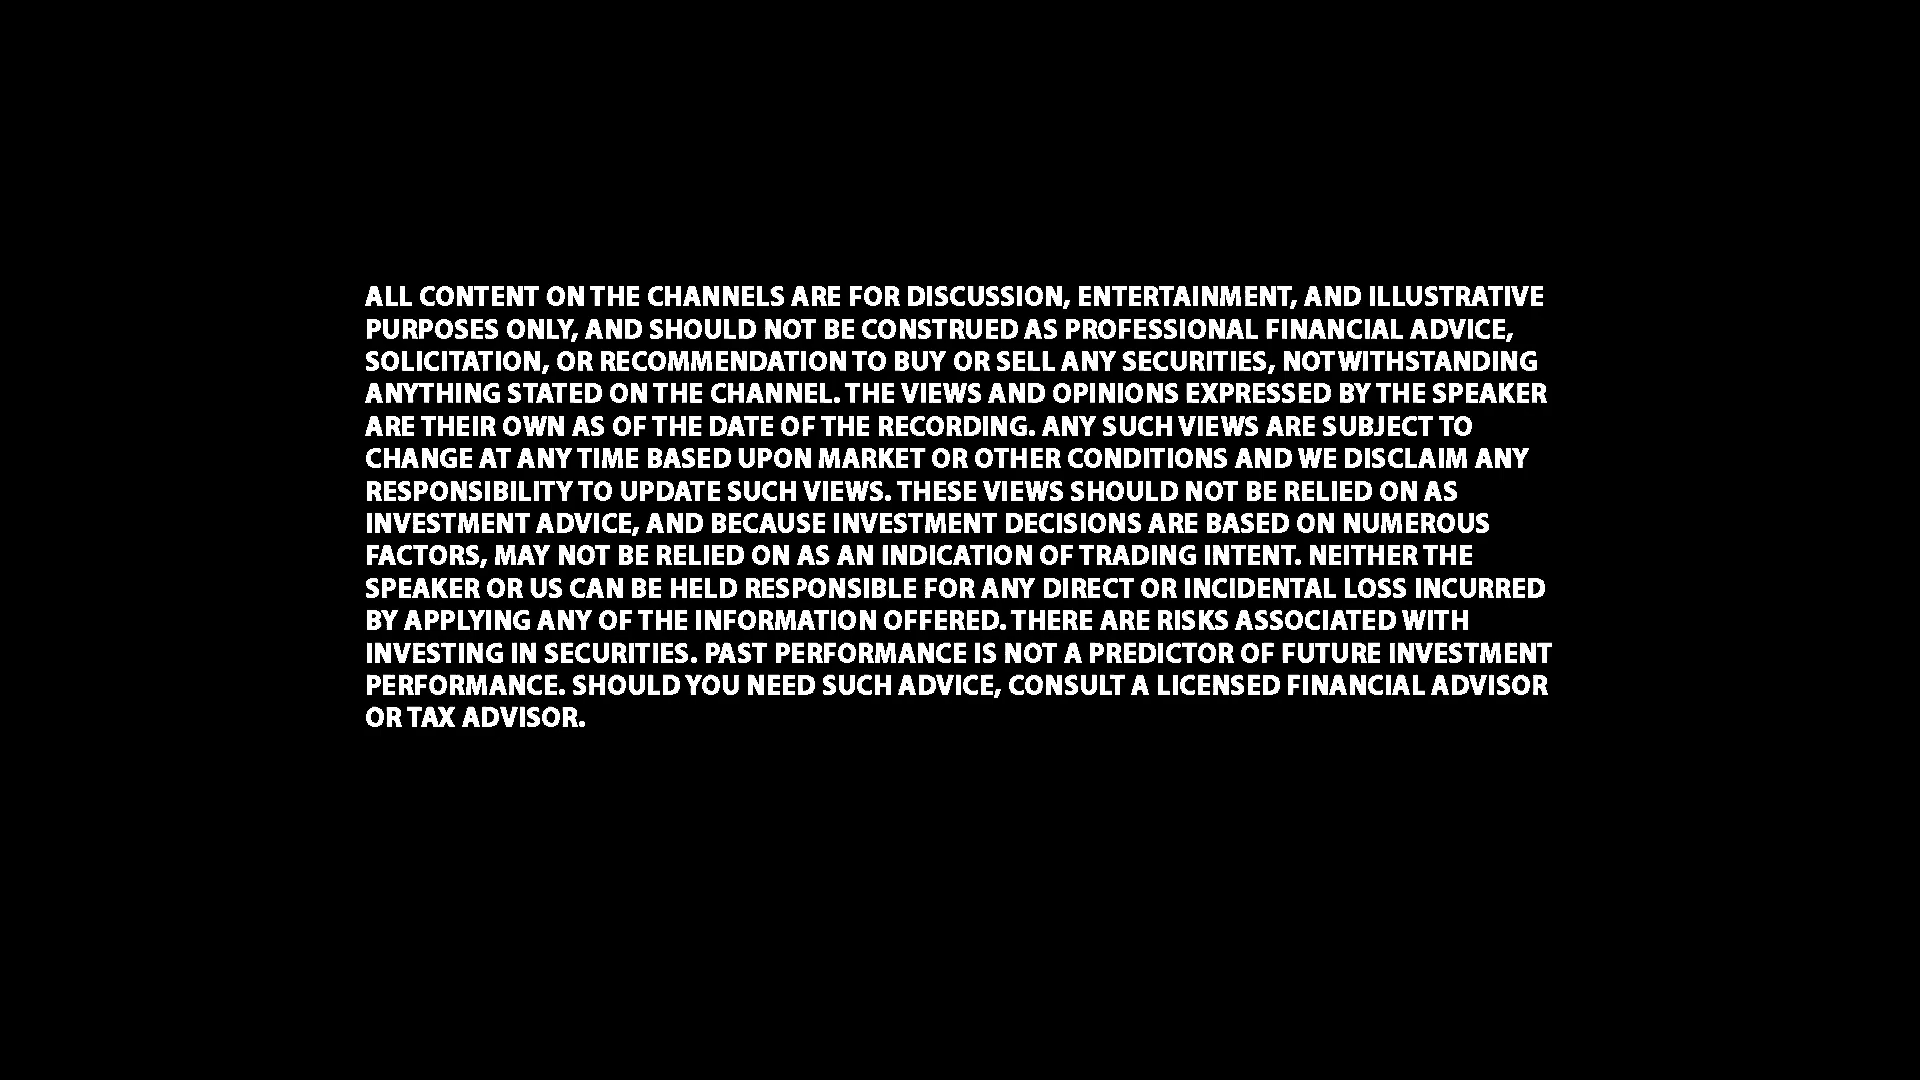 ALL CONTENT ON THE CHANNELS ARE FOR DISCUSSION, ENTERTAINMENT, AND ILLUSTRATIVE
PURPOSES ONLY, AND SHOULD NOT BE CONSTRUED AS PROFESSIONAL FINANCIAL ADVICE,
SOLICITATION, OR RECOMMENDATION TO BUY OR SELL ANY SECURITIES, NOTWITHSTANDING
ANYTHING STATED ON THE CHANNEL. THE VIEWS AND OPINIONS EXPRESSED BY THE SPEAKER
ARE THEIR OWN AS OF THE DATE OF THE RECORDING. ANY SUCH VIEWS ARE SUBJECT TO
CHANGE AT ANY TIME BASED UPON MARKET OR OTHER CONDITIONS AND WE DISCLAIM ANY
RESPONSIBILITY TO UPDATE SUCH VIEWS. THESE VIEWS SHOULD NOT BE RELIED ON AS
INVESTMENT ADVICE, AND BECAUSE INVESTMENT DECISIONS ARE BASED ON NUMEROUS
FACTORS, MAY NOT BE RELIED ON AS AN INDICATION OF TRADING INTENT. NEITHER THE
SPEAKER OR US CAN BE HELD RESPONSIBLE FOR ANY DIRECT OR INCIDENTAL LOSS INCURRED
BY APPLYING ANY OF THE INFORMATION OFFERED. THERE ARE RISKS ASSOCIATED WITH
INVESTING IN SECURITIES. PAST PERFORMANCE IS NOT A PREDICTOR OF FUTURE INVESTMENT
PERFORMANCE. SHOULD YOU NEED SUCH ADVICE, CONSULT A LICENSED FINANCIAL ADVISOR
OR TAX ADVISOR.